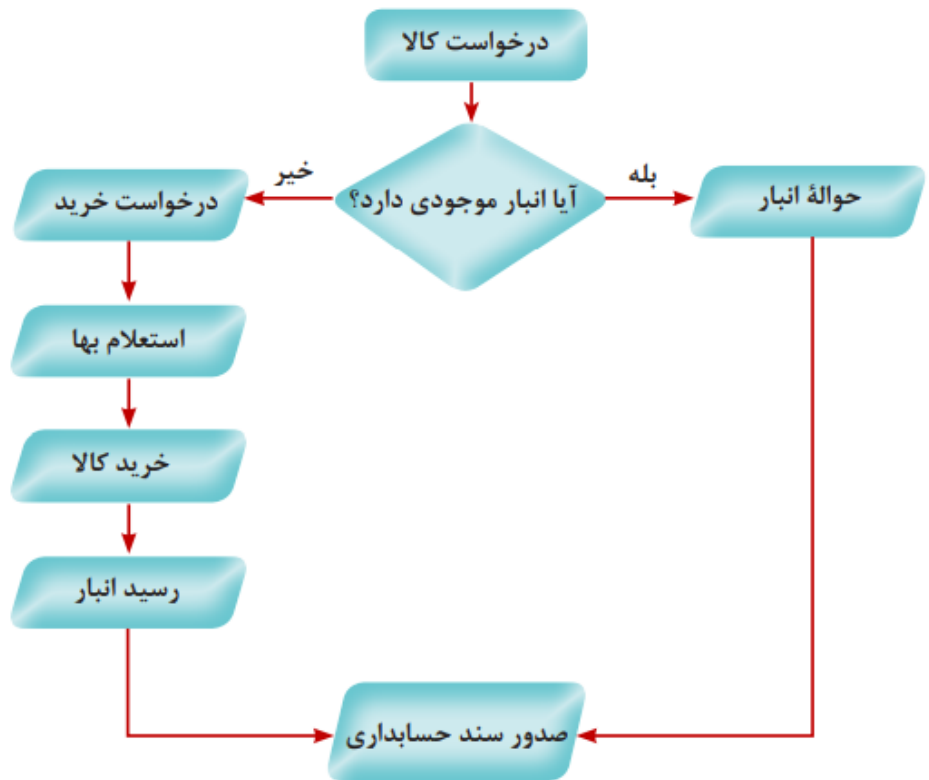 درخواست کالا
آیا انبار موجودی دارد؟
بله
حوالهٔ انبار
خیر
درخواست خرید
استعلام بها
خرید کالا
رسید انبار
صدور سند حسابداری